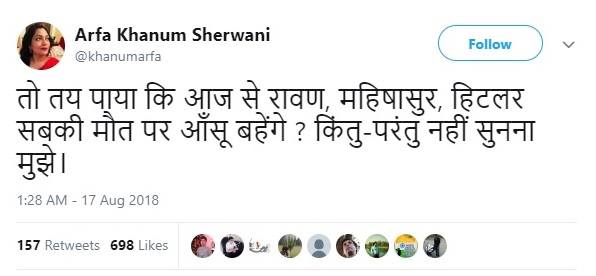 Arfa Khanum Sherwani
@khanumarfa
Follow
तो तय पाया कि आज से रावण, महिषासुर, हिटलर
सबकी मौत पर आँसू बहेंगे ? किंतु-परंतु नहीं सुनना
मुझे।
1:28 AM - 17 Aug 2018
157 Retweets 698 Likes